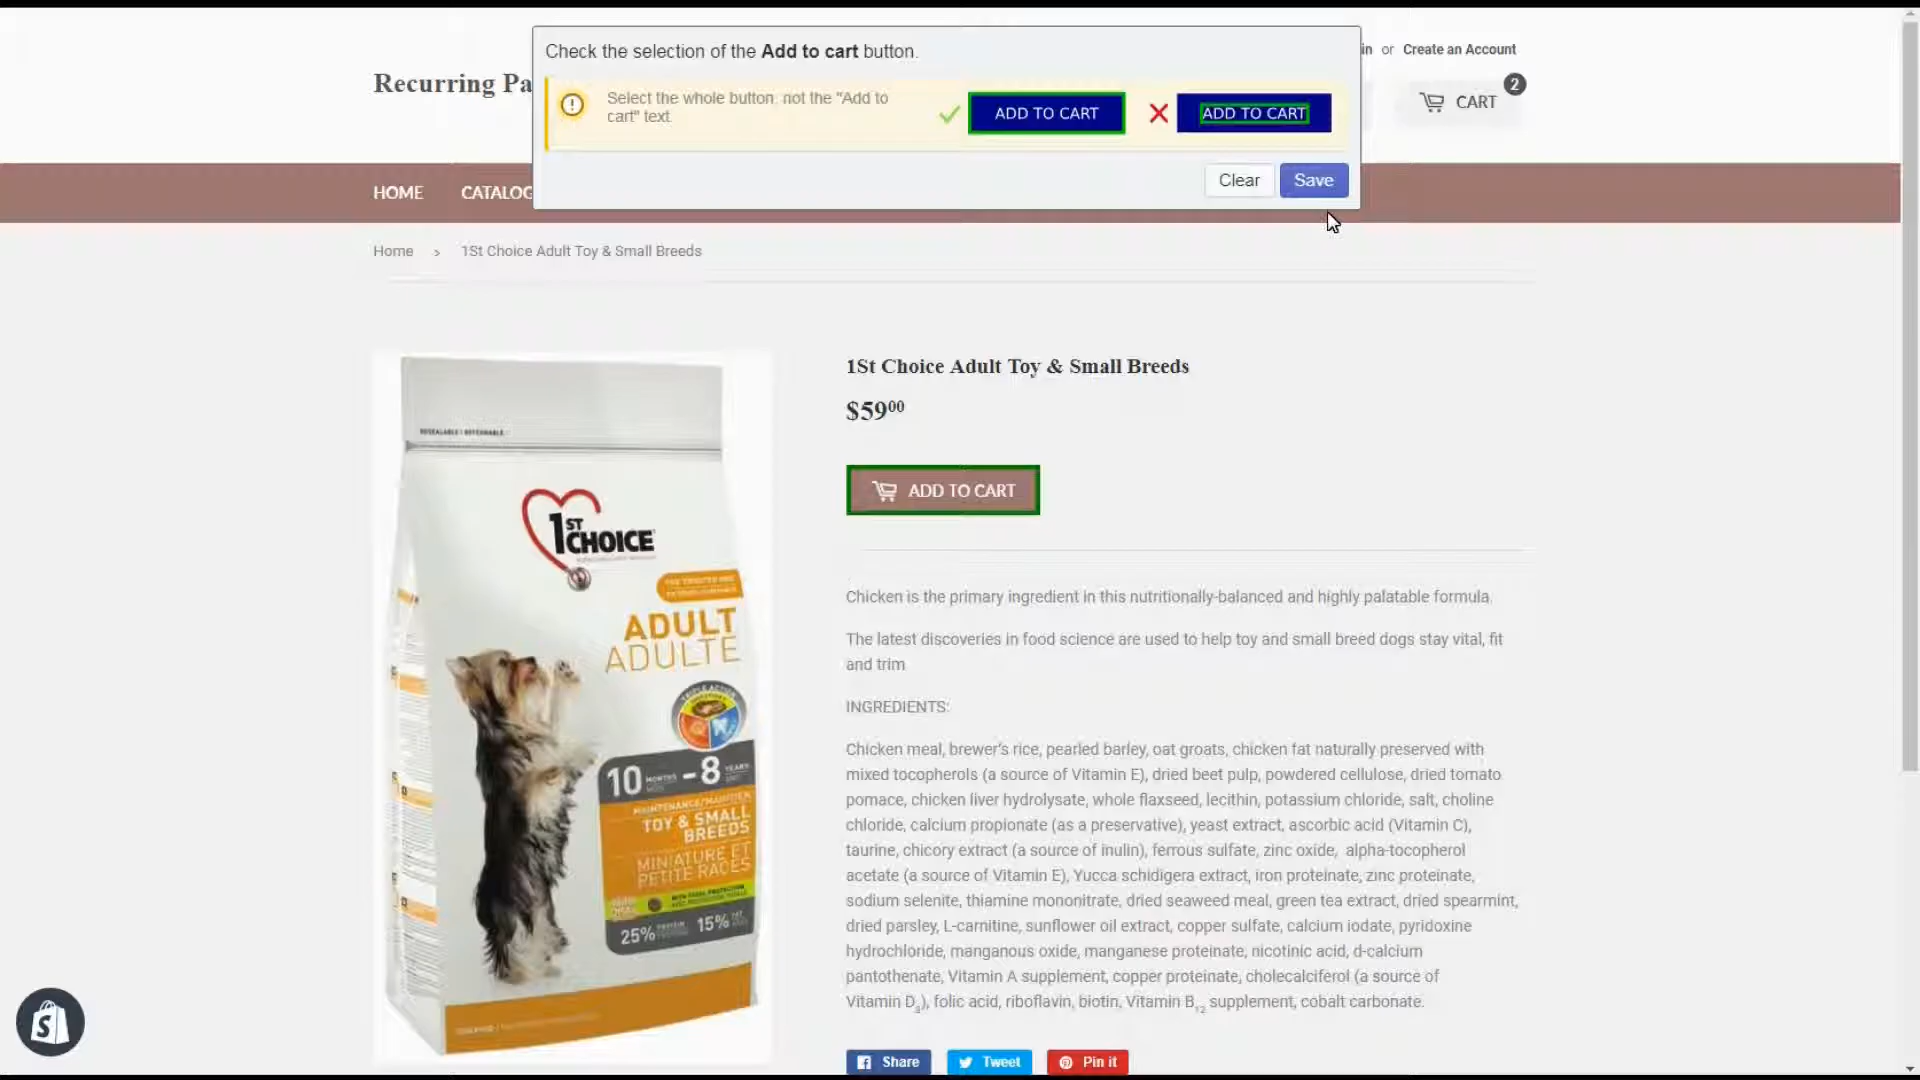 Check the selection of the Add to cart button.
Select the whole button, not the "Add to
cart" text.
ADD TO CART
ADD TO CART
Clear
Save
Recurring Pa
in or Create an Account
CART
2
HOME
CATALOG
Home › 1St Choice Adult Toy & Small Breeds
1St Choice Adult Toy & Small Breeds
$59⁰⁰
ADD TO CART
Chicken is the primary ingredient in this nutritionally-balanced and highly palatable formula.
The latest discoveries in food science are used to help toy and small breed dogs stay vital, fit
and trim
INGREDIENTS:
Chicken meal, brewer's rice, pearled barley, oat groats, chicken fat naturally preserved with
mixed tocopherols (a source of Vitamin E), dried beet pulp, powdered cellulose, dried tomato
pomace, chicken liver hydrolysate, whole flaxseed, lecithin, potassium chloride, salt, choline
chloride, calcium propionate (as a preservative), yeast extract, ascorbic acid (Vitamin C),
taurine, chicory extract (a source of inulin), ferrous sulfate, zinc oxide, alpha-tocopherol
acetate (a source of Vitamin E), Yucca schidigera extract, iron proteinate, zinc proteinate,
sodium selenite, thiamine mononitrate, dried seaweed meal, green tea extract, dried spearmint,
dried parsley, L-carnitine, sunflower oil extract, copper sulfate, calcium iodate, pyridoxine
hydrochloride, manganous oxide, manganese proteinate, nicotinic acid, d-calcium
pantothenate, Vitamin A supplement, copper proteinate, cholecalciferol (a source of
Vitamin D₃), folic acid, riboflavin, biotin, Vitamin B₁₂ supplement, cobalt carbonate.
Share
Tweet
Pin it
1ST
CHOICE
ADULT
ADULTE
10 MONTHS - 8 YEARS
TOY & SMALL
BREEDS
MINIATURE ET
PETITE RACES
25% 15%